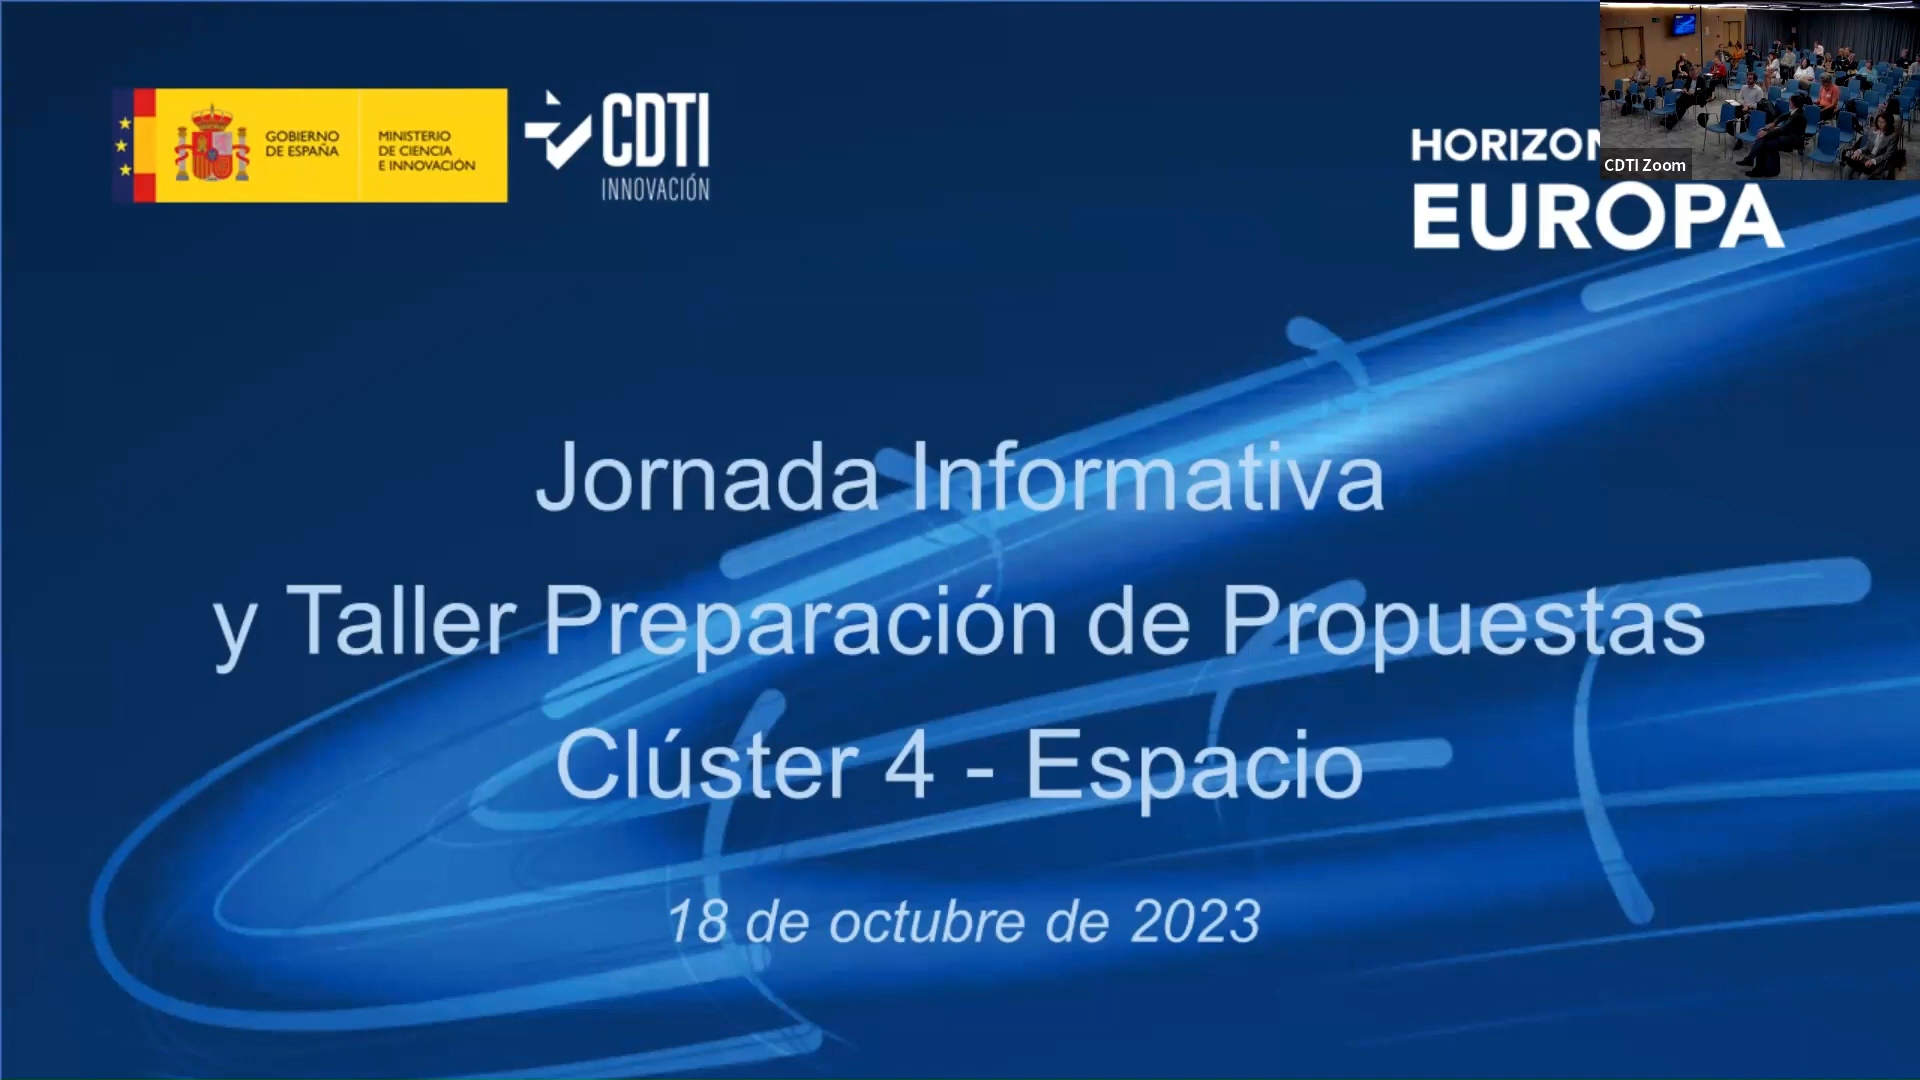 GOBIERNO
DE ESPAÑA
MINISTERIO
DE CIENCIA
E INNOVACIÓN
CDTI
INNOVACIÓN
HORIZON
EUROPA
CDTI Zoom
Jornada Informativa
y Taller Preparación de Propuestas
Clúster 4 - Espacio
18 de octubre de 2023